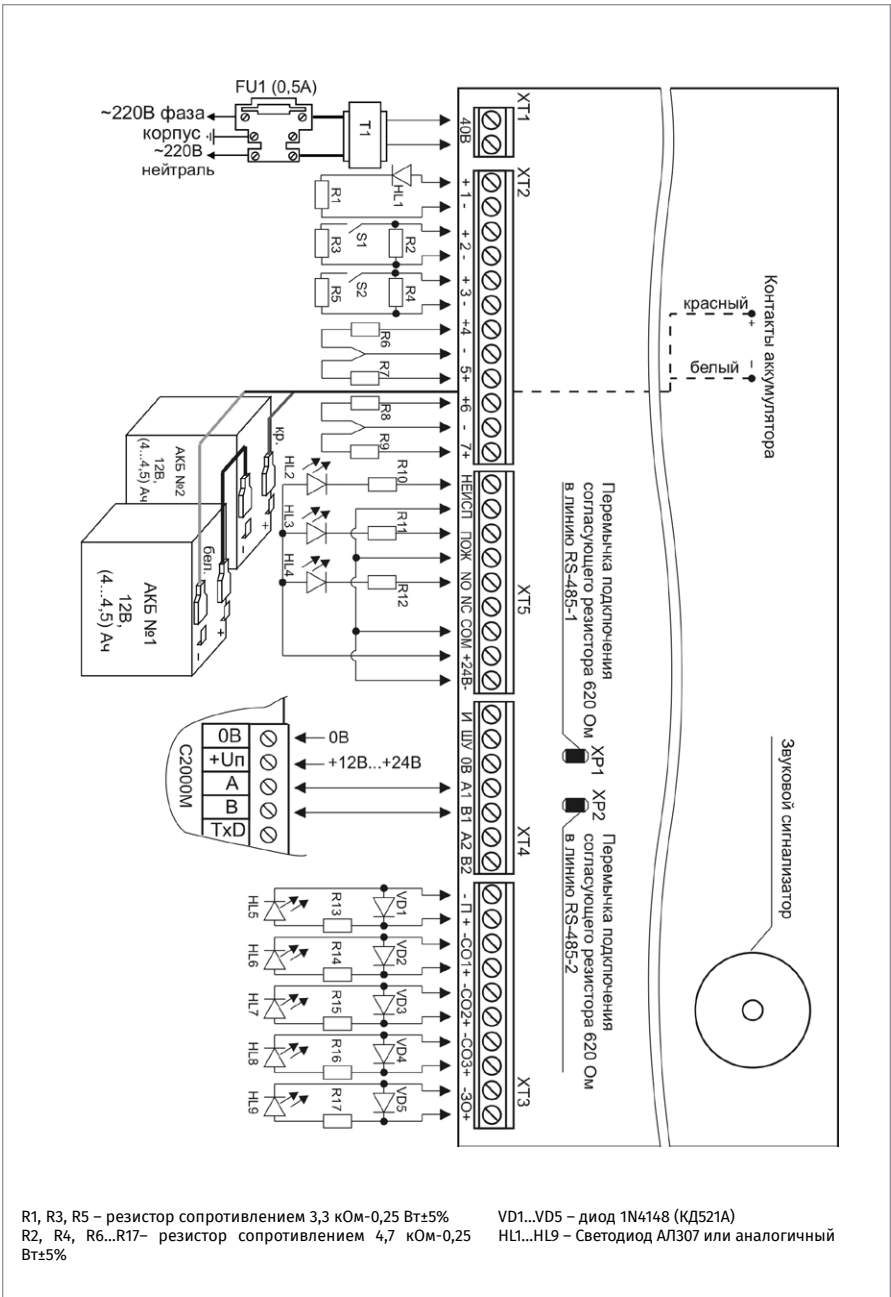 FU1 (0,5А)
~220В фаза
корпус
~220В
нейтраль
T1
XT1
40В
XT2
+ 1 -
+ 2 -
+ 3 -
+4
-
5+
+6
-
7+
HL1
R1
R2
S1
R3
R4
S2
R5
R6
R7
R8
R9
красный
+
белый
–
Контакты аккумулятора
кр.
АКБ №2
12В,
(4...4,5) Ач
-
+
бел.
АКБ №1
12В,
(4...4,5) Ач
-
+
HL2
HL3
HL4
R10
R11
R12
XT5
НЕИСП
ПОЖ
NO
NC
COM
+24В-
Перемычка подключения
согласующего резистора 620 Ом
в линию RS-485-1
XP1
XP2
Перемычка подключения
согласующего резистора 620 Ом
в линию RS-485-2
Звуковой сигнализатор
С2000М
0В
+Uп
A
B
TxD
0В
+12В...+24В
XT4
И
ШУ
0В
A1
B1
A2
B2
XT3
- П +
-СО1+
-СО2+
-СО3+
-ЗО+
VD1
VD2
VD3
VD4
VD5
R13
R14
R15
R16
R17
HL5
HL6
HL7
HL8
HL9
R1, R3, R5 – резистор сопротивлением 3,3 кОм-0,25 Вт±5%
R2, R4, R6...R17– резистор сопротивлением 4,7 кОм-0,25
Вт±5%
VD1...VD5 – диод 1N4148 (КД521А)
HL1...HL9 – Светодиод АЛ307 или аналогичный